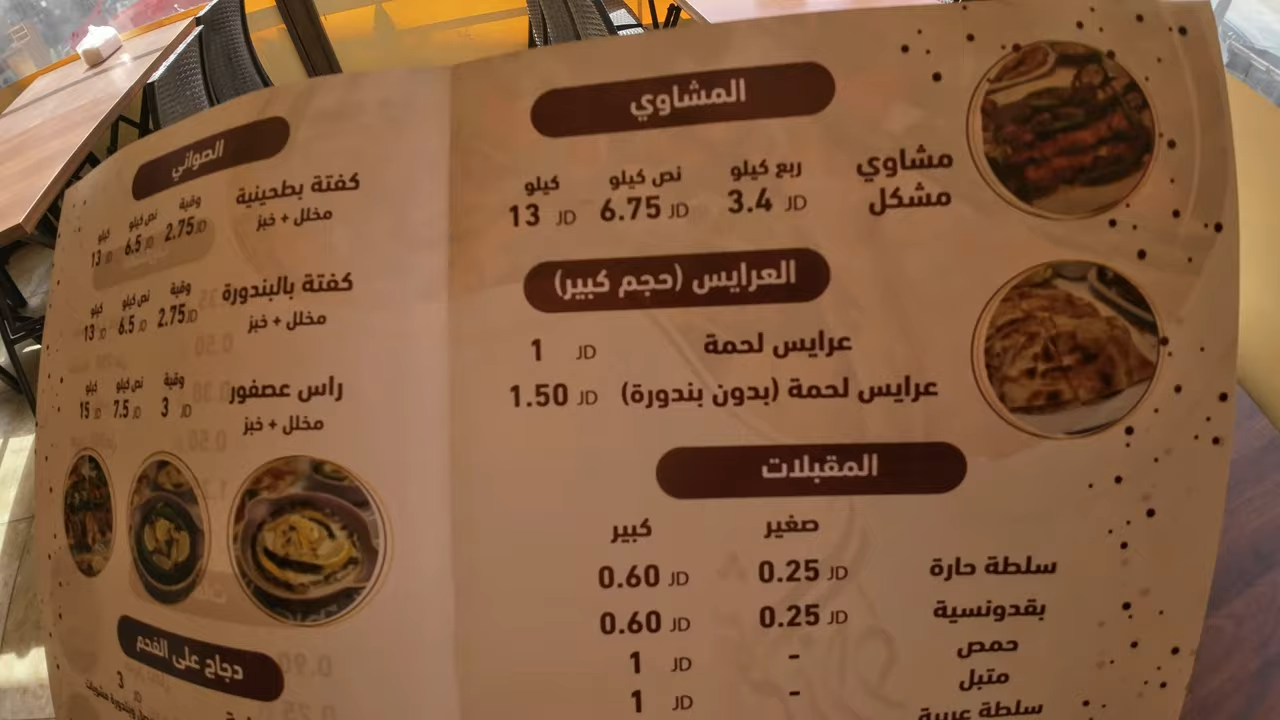 المشاوي
ربع كيلو نص كيلو كيلو
مشاوي مشكل 3.4 JD 6.75 JD 13 JD
العرايس (حجم كبير)
عرايس لحمة 1 JD
عرايس لحمة (بدون بندورة) 1.50 JD
المقبلات
صغير كبير
سلطة حارة 0.25 JD 0.60 JD
بقدونسية 0.25 JD 0.60 JD
حمص - 1 JD
متبل - 1 JD
سلطة عربية
الصواني
كفتة بطحينية وقية نص كيلو كيلو
مخلل + خبز 2.75 JD 6.5 JD 13 JD
كفتة بالبندورة وقية نص كيلو كيلو
مخلل + خبز 2.75 JD 6.5 JD 13 JD
راس عصفور وقية نص كيلو كيلو
مخلل + خبز 3 JD 7.5 JD 15 JD
دجاج على الفحم
3 JD